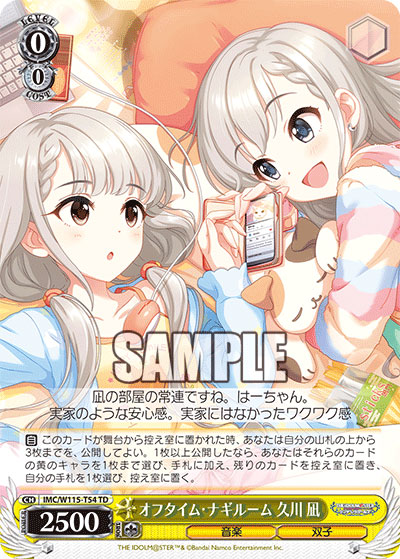 LEVEL
0
0
COST
SAMPLE
凪の部屋の常連ですね。はーちゃん。
実家のような安心感。実家にはなかったワクワク感
自 このカードが舞台から控え室に置かれた時、あなたは自分の山札の上から
3枚までを、公開してよい。1枚以上公開したなら、あなたはそれらのカード
の黄のキャラを1枚まで選び、手札に加え、残りのカードを控え室に置き、
自分の手札を1枚選び、控え室に置く。
CH IMC/W115-T54 TD
オフタイム・ナギルーム 久川 凪
2500
音楽
双子
THE IDOLM@STER™& ©Bandai Namco Entertainment Inc.